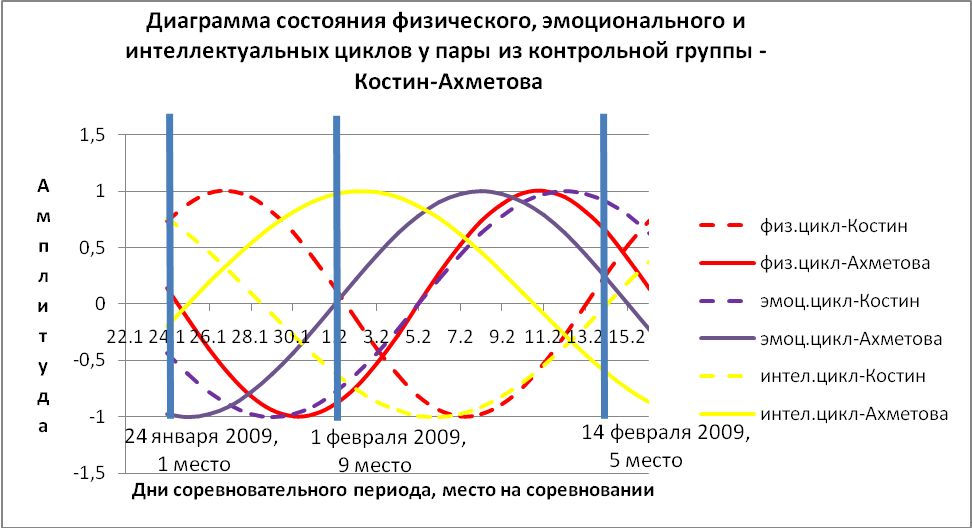 Диаграмма состояния физического, эмоционального и
интеллектуальных циклов у пары из контрольной группы -
Костин-Ахметова
Амплитуда
1,5
1
0,5
0
-0,5
-1
-1,5
22.1 24.1 26.1 28.1 30.1 1.2 3.2 5.2 7.2 9.2 11.2 13.2 15.2
24 января 2009,
1 место
1 февраля 2009,
9 место
14 февраля 2009,
5 место
Дни соревновательного периода, место на соревновании
физ.цикл-Костин
физ.цикл-Ахметова
эмоц.цикл-Костин
эмоц.цикл-Ахметова
интел.цикл-Костин
интел.цикл-Ахметова